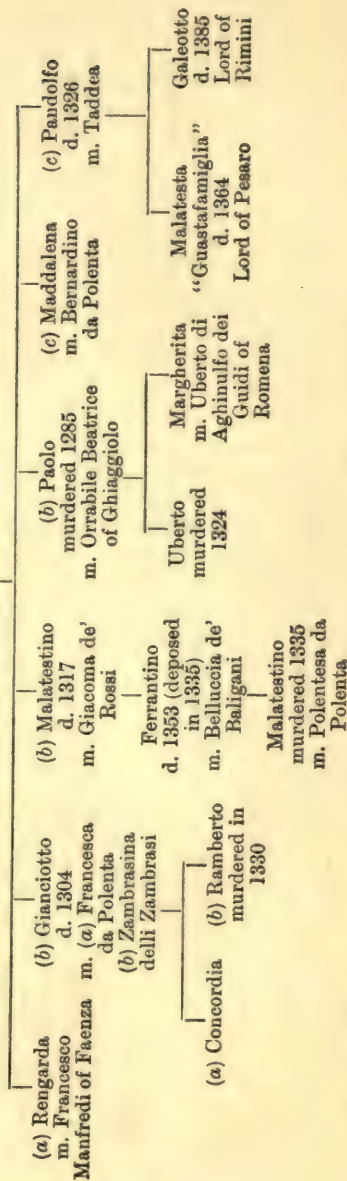 (a) Rengarda
m. Francesco
Manfredi of Faenza
(b) Gianciotto
d. 1304
m. (a) Francesca
da Polenta
(b) Zambrasina
delli Zambrasi
(a) Concordia
(b) Ramberto
murdered in
1330
(b) Malatestino
d. 1317
m. Giacoma de'
Rossi
Ferrantino
d. 1353 (deposed
in 1335)
m. Belluccia de'
Baligani
Malatestino
murdered 1335
m. Polentesa da
Polenta
(b) Paolo
murdered 1285
m. Orrabile Beatrice
of Ghiaggiolo
Uberto
murdered
1324
Margherita
m. Uberto di
Aghinulfo dei
Guidi of
Romena
(c) Maddalena
m. Bernardino
da Polenta
(c) Pandolfo
d. 1326
m. Taddea
Malatesta
“Guastafamiglia”
d. 1364
Lord of Pesaro
Galeotto
d. 1385
Lord of
Rimini